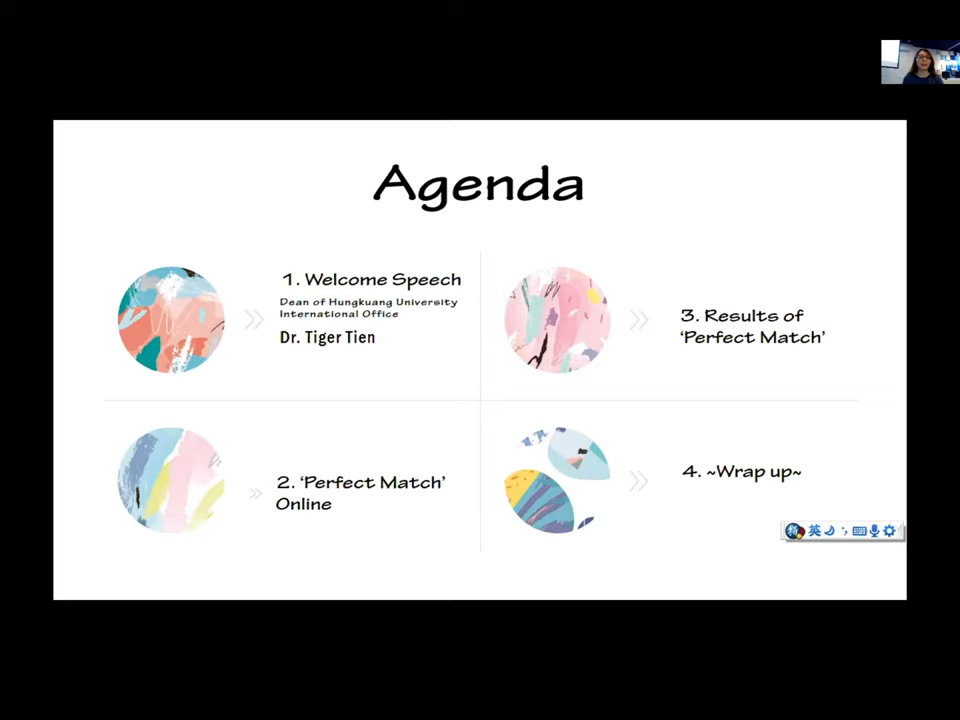 Agenda
1. Welcome Speech
Dean of Hungkuang University
International Office
Dr. Tiger Tien
2. ‘Perfect Match’
Online
3. Results of
‘Perfect Match’
4. ~Wrap up~
英